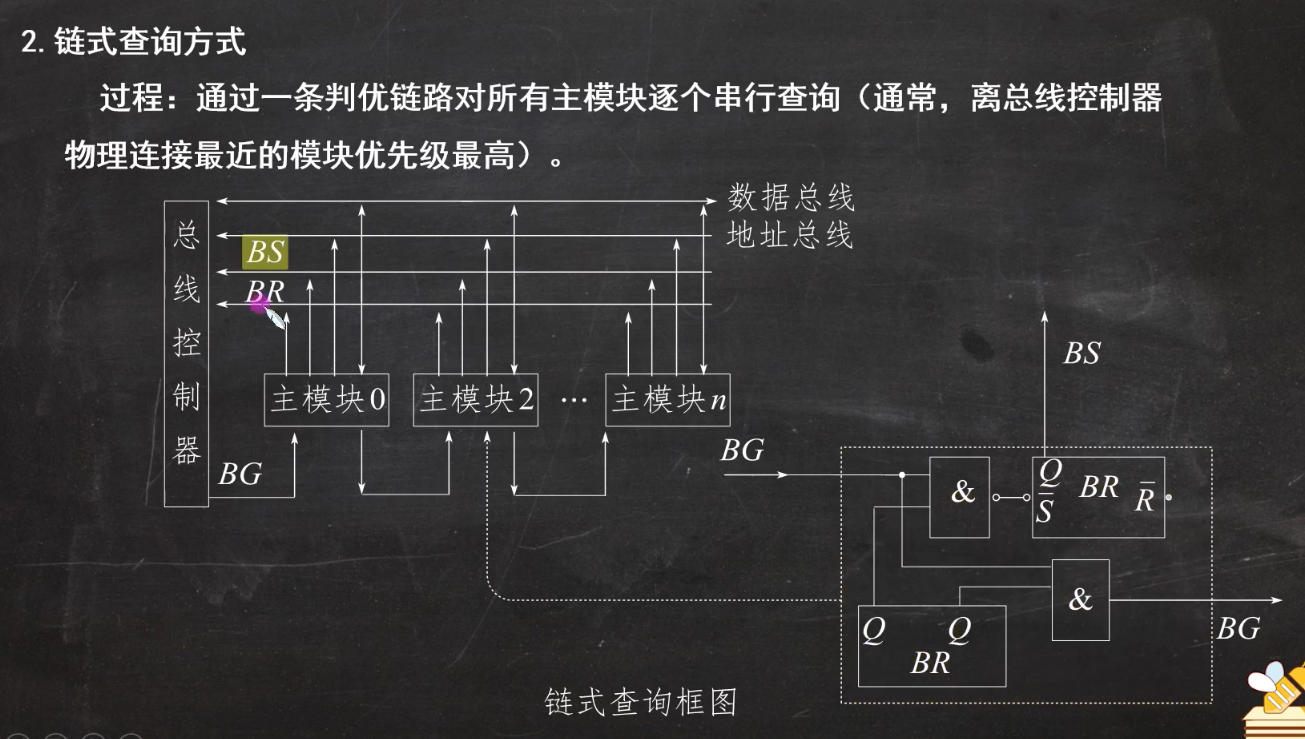 2. 链式查询方式
过程：通过一条判优链路对所有主模块逐个串行查询（通常，离总线控制器
物理连接最近的模块优先级最高）。
总线控制器
数据总线
地址总线
BS
BR
主模块0
主模块2
…
主模块n
BG
BG
BS
&
Q
S̅
BR
R̅
&
BG
Q
Q
BR
链式查询框图